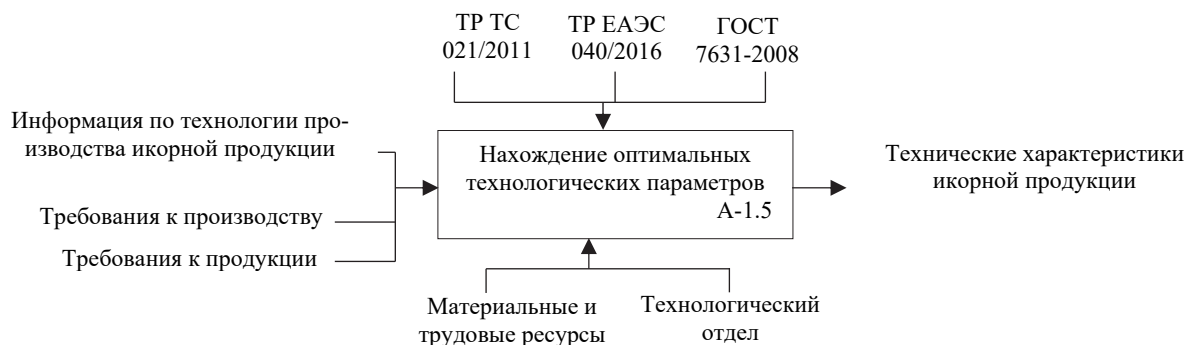 ТР ТС
021/2011
ТР ЕАЭС
040/2016
ГОСТ
7631-2008
Информация по технологии про-
изводства икорной продукции
Требования к производству
Требования к продукции
Нахождение оптимальных
технологических параметров
А-1.5
Технические характеристики
икорной продукции
Материальные и
трудовые ресурсы
Технологический
отдел